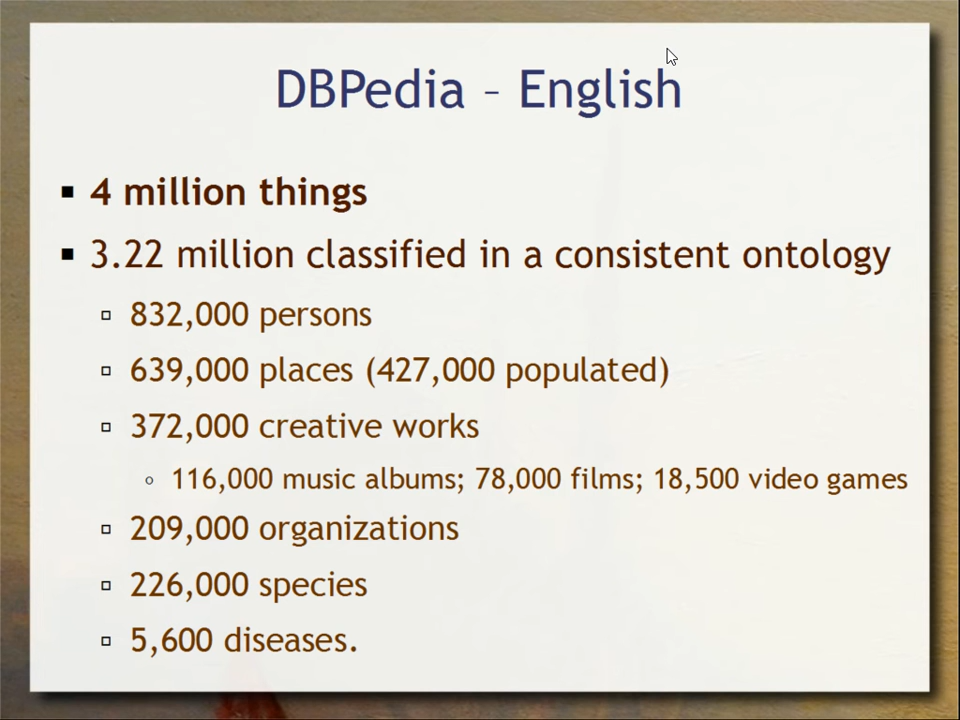 DBPedia – English
4 million things
3.22 million classified in a consistent ontology
832,000 persons
639,000 places (427,000 populated)
372,000 creative works
116,000 music albums; 78,000 films; 18,500 video games
209,000 organizations
226,000 species
5,600 diseases.